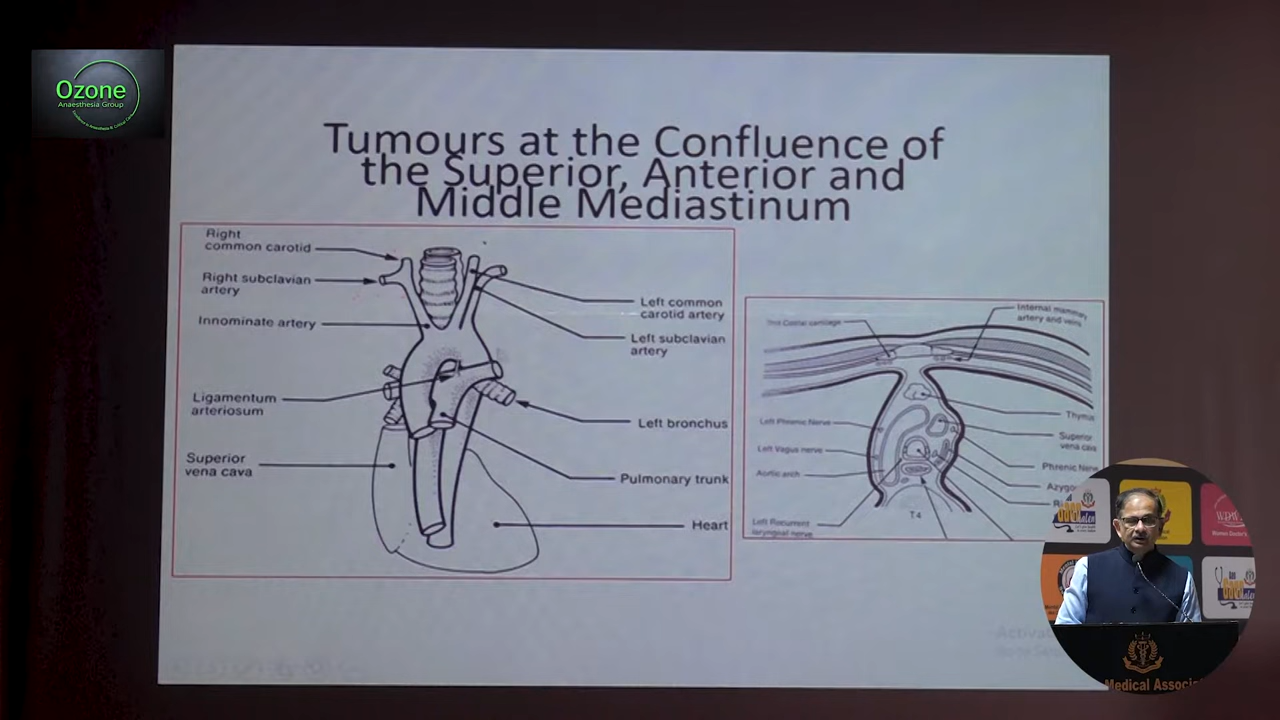 Ozone
Anaesthesia Group
Tumours at the Confluence of
the Superior, Anterior and
Middle Mediastinum
Right
common carotid
Right subclavian
artery
Innominate artery
Ligamentum
arteriosum
Superior
vena cava
Left common
carotid artery
Left subclavian
artery
Left bronchus
Pulmonary trunk
Heart
costal cartilage
Left Phrenic Nerve
Left Vagus nerve
Aortic arch
Left Recurrent
laryngeal nerve
Internal mammary
artery and veins
Thymus
Superior
vena cava
Phrenic Nerve
T4
Medical Associ